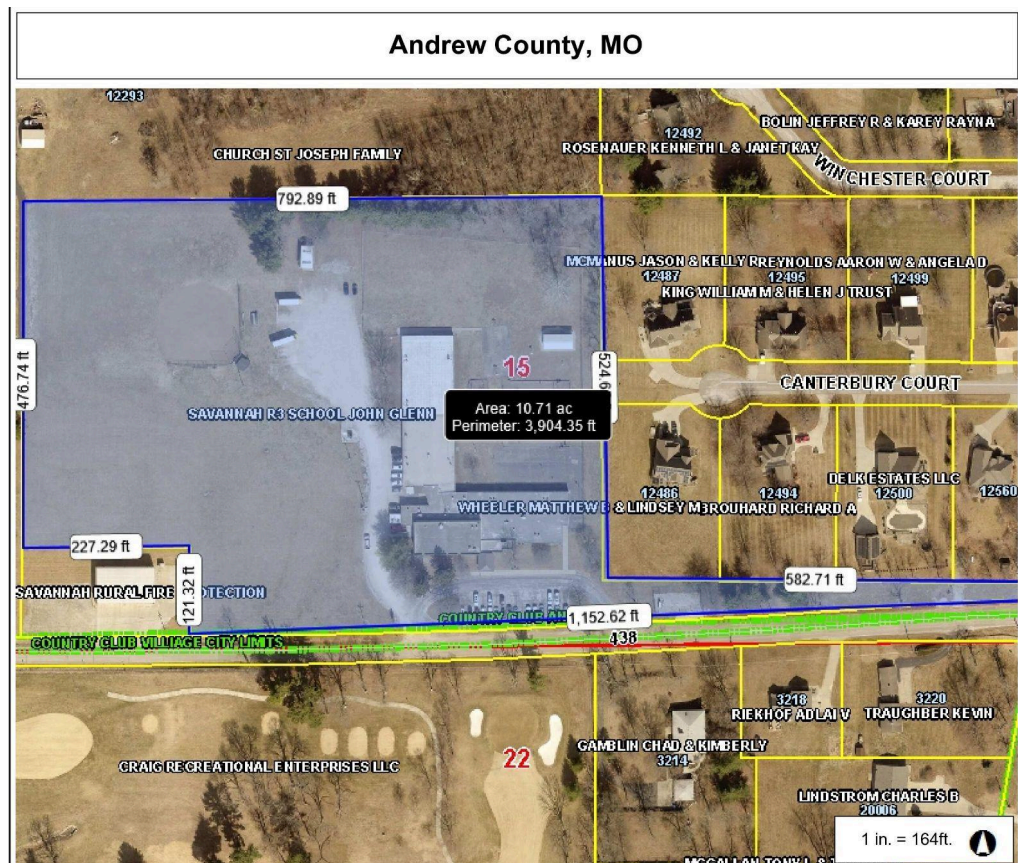 Andrew County, MO
12293
BOLIN JEFFREY R & KAREY RAYNA
12492
ROSENAUER KENNETH L & JANET KAY
CHURCH ST JOSEPH FAMILY
WINCHESTER COURT
792.89 ft
MCMANUS JASON & KELLY R
REYNOLDS AARON W & ANGELA D
12487
12495
12499
KING WILLIAM M & HELEN J TRUST
476.74 ft
524.6
15
CANTERBURY COURT
Area: 10.71 ac
Perimeter: 3,904.35 ft
SAVANNAH R3 SCHOOL JOHN GLENN
DELK ESTATES LLC
12486
12494
12500
12560
WHEELER MATTHEW B & LINDSEY M
BROUHARD RICHARD A
227.29 ft
121.32 ft
582.71 ft
SAVANNAH RURAL FIRE PROTECTION
COUNTRY CLUB
1,152.62 ft
COUNTRY CLUB VILLIAGE CITY LIMITS
438
3218
3220
RIEKHOF ADLAI V
TRAUGHBER KEVIN
GAMBLIN CHAD & KIMBERLY
22
3214
CRAIG RECREATIONAL ENTERPRISES LLC
LINDSTROM CHARLES B
20006
1 in. = 164ft.